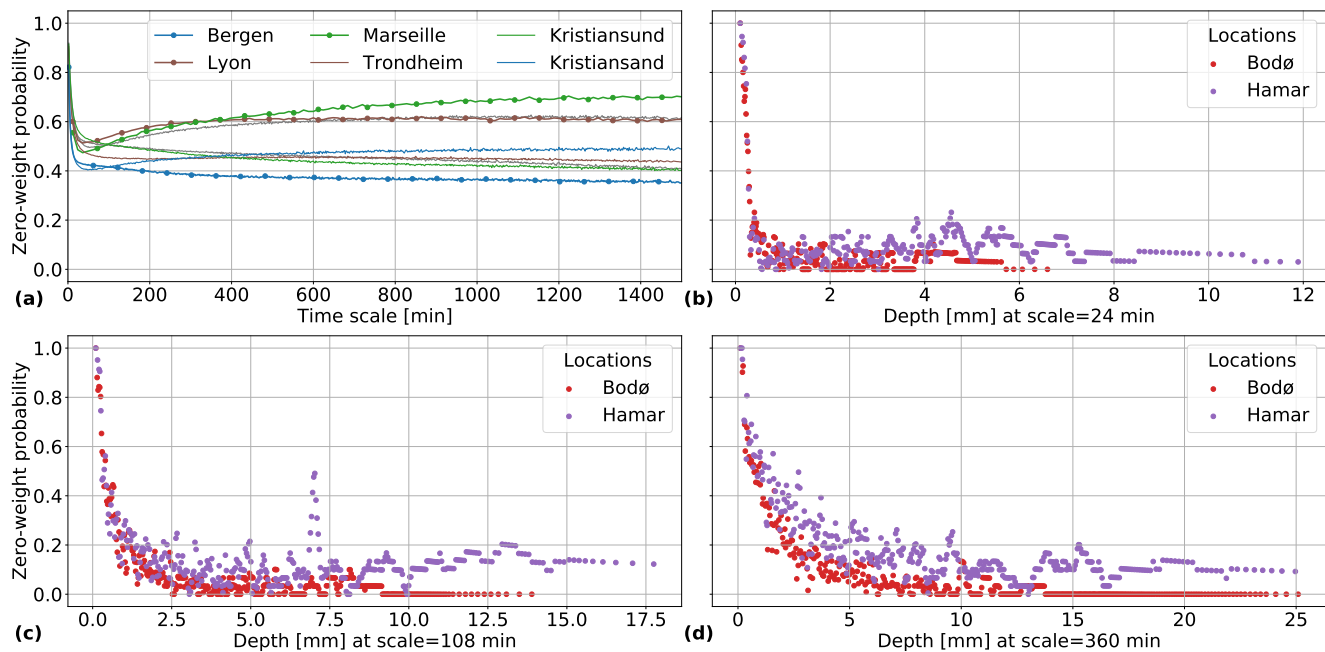 Zero-weight probability
1.0
0.8
0.6
0.4
0.2
0.0
Bergen
Lyon
Marseille
Trondheim
Kristiansund
Kristiansand
0 200 400 600 800 1000 1200 1400
(a)
Time scale [min]
Locations
Bodø
Hamar
0 2 4 6 8 10 12
(b)
Depth [mm] at scale=24 min
Zero-weight probability
1.0
0.8
0.6
0.4
0.2
0.0
Locations
Bodø
Hamar
0.0 2.5 5.0 7.5 10.0 12.5 15.0 17.5
(c)
Depth [mm] at scale=108 min
Locations
Bodø
Hamar
0 5 10 15 20 25
(d)
Depth [mm] at scale=360 min